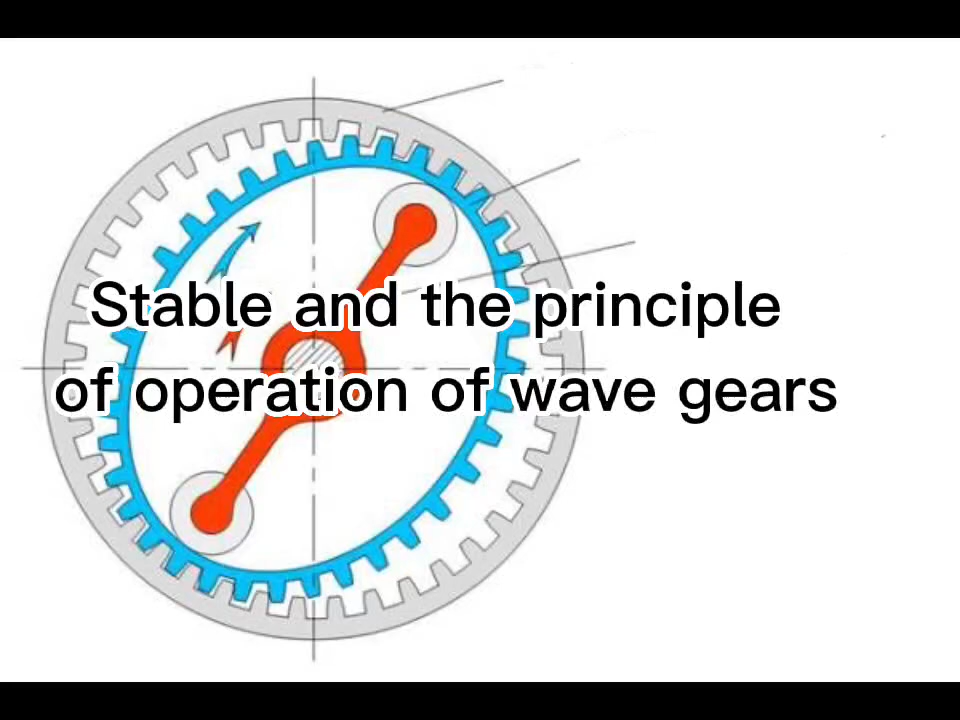 Stable and the principle
of operation of wave gears